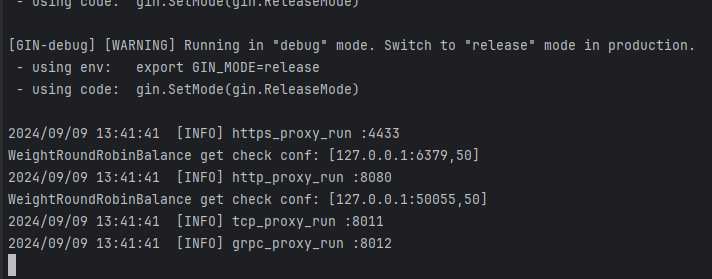 - using code:  gin.SetMode(gin.ReleaseMode)
[GIN-debug] [WARNING] Running in "debug" mode. Switch to "release" mode in production.
- using env:   export GIN_MODE=release
- using code:  gin.SetMode(gin.ReleaseMode)
2024/09/09 13:41:41  [INFO] https_proxy_run :4433
WeightRoundRobinBalance get check conf: [127.0.0.1:6379,50]
2024/09/09 13:41:41  [INFO] http_proxy_run :8080
WeightRoundRobinBalance get check conf: [127.0.0.1:50055,50]
2024/09/09 13:41:41  [INFO] tcp_proxy_run :8011
2024/09/09 13:41:41  [INFO] grpc_proxy_run :8012